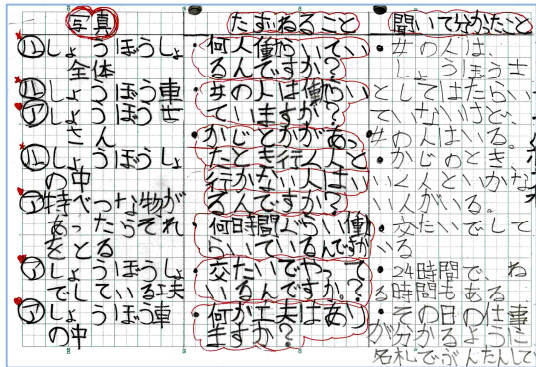 写真
㋛しょうぼうしょ
全体
㋛しょうぼう車
㋐しょうぼう士
さん
㋛しょうぼうしょ
の中
㋐特べつな物が
あったらそれ
をとる
㋐しょうぼうしょ
でしている工夫
㋐しょうぼう車
の中
たずねること
・何人働らいてい
るんですか?
・女の人は働らい
ていますか?
・かじとかがあっ
たとき行く人と
行かない人はい
るんですか?
・何日時間ぐらい働
らいているんですか
・交たいでやって
いるんですか。?
・何か工夫はあり
ますか?
聞いて分かったこと
・女の人は、
しょうぼう士
としてはたらい
ていないけど、
女の人はいる。
・かじのとき、
いく人といかな
い人がいる。
・交たいでして
いる
・24時間で、ね
る時間もある
・その日の仕事
が分かるように
名札でぶんたんして